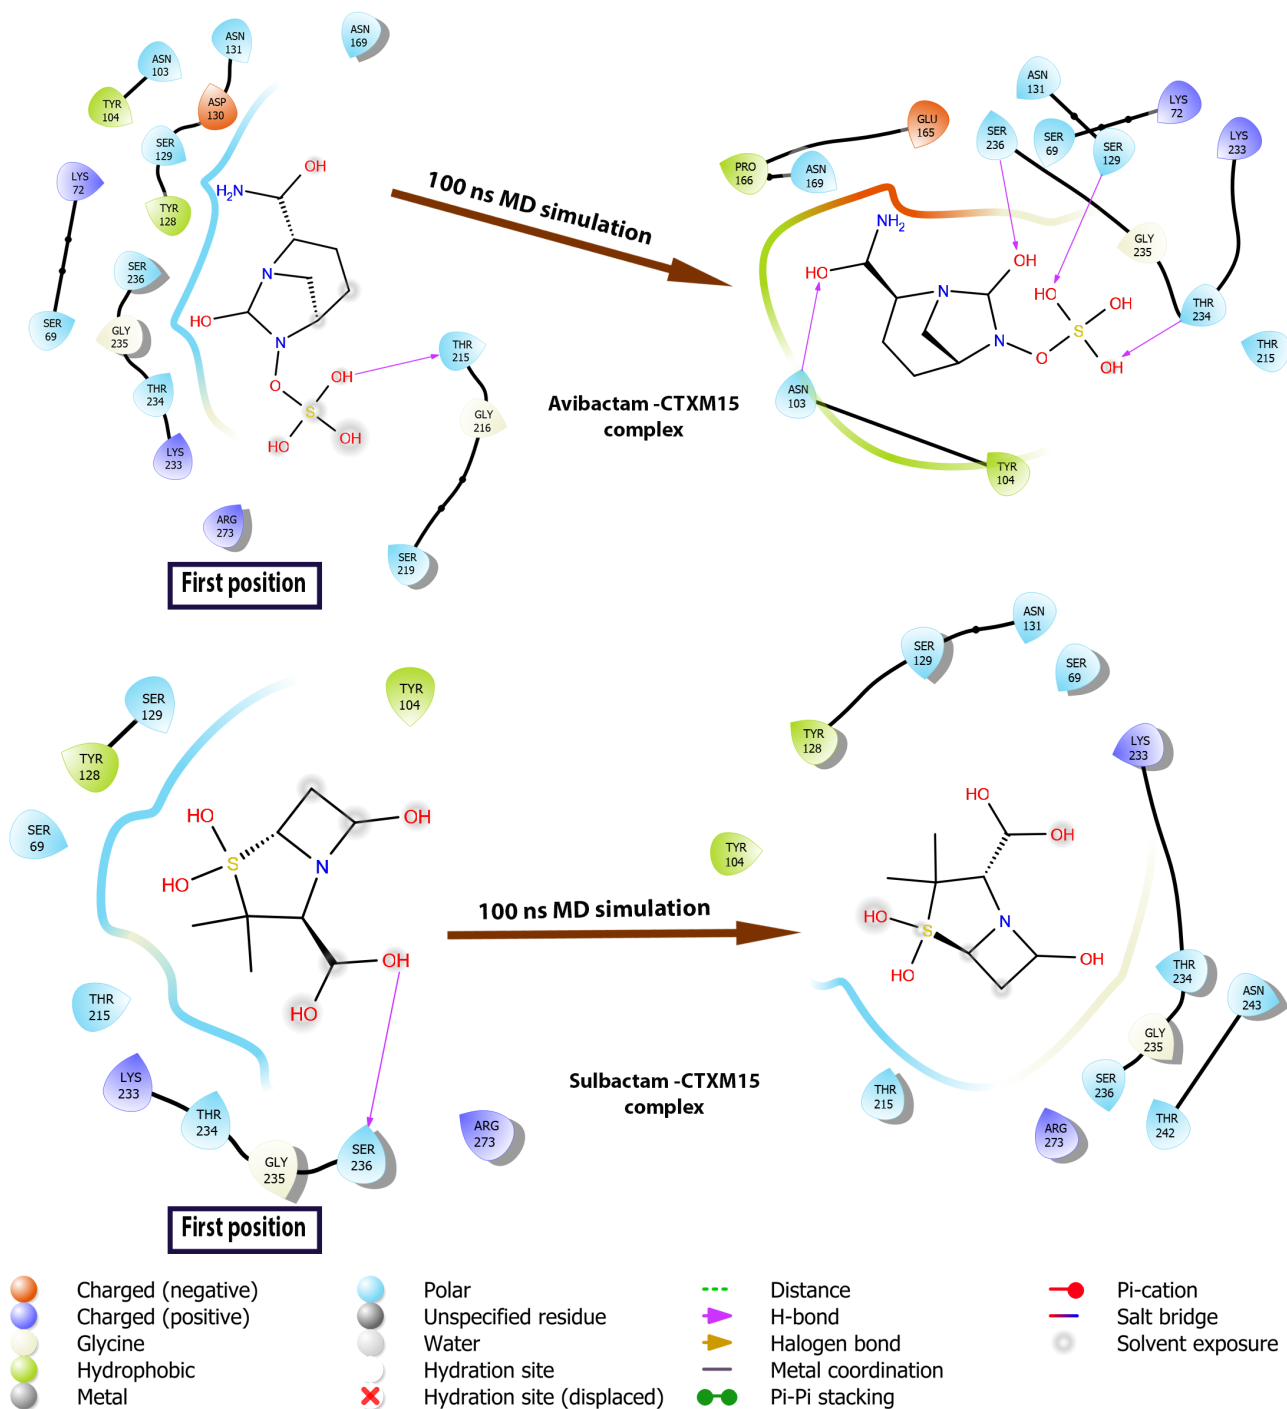 ASN
131
ASN
169
ASN
103
TYR
104
ASP
130
SER
129
LYS
72
TYR
128
SER
236
SER
69
GLY
235
THR
234
LYS
233
ARG
273
H₂N
OH
N
HO
N
O
OH
S
HO
OH
THR
215
GLY
216
SER
219
First position
100 ns MD simulation
Avibactam -CTXM15
complex
ASN
131
LYS
72
GLU
165
SER
236
SER
69
SER
129
LYS
233
PRO
166
ASN
169
GLY
235
THR
234
THR
215
ASN
103
TYR
104
NH₂
HO
OH
N
N
HO
OH
S
O
OH
SER
129
TYR
104
TYR
128
SER
69
THR
215
LYS
233
THR
234
GLY
235
SER
236
ARG
273
HO
OH
S
HO
N
OH
HO
First position
100 ns MD simulation
Sulbactam -CTXM15
complex
ASN
131
SER
129
SER
69
TYR
128
LYS
233
TYR
104
HO
OH
HO
N
S
HO
OH
THR
234
ASN
243
GLY
235
SER
236
THR
215
ARG
273
THR
242
Charged (negative)
Charged (positive)
Glycine
Hydrophobic
Metal
Polar
Unspecified residue
Water
Hydration site
Hydration site (displaced)
Distance
H-bond
Halogen bond
Metal coordination
Pi-Pi stacking
Pi-cation
Salt bridge
Solvent exposure